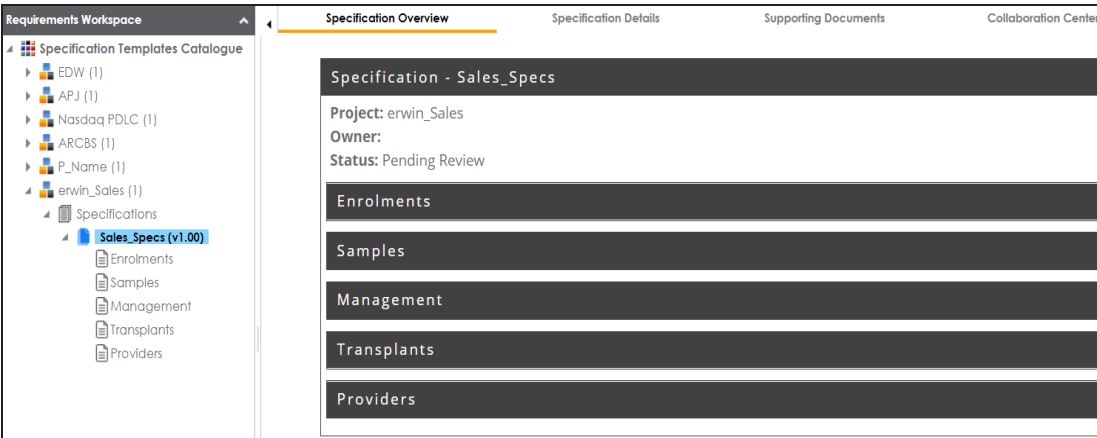 Requirements Workspace
Specification Templates Catalogue
EDW (1)
APJ (1)
Nasdaq PDLC (1)
ARCBS (1)
P_Name (1)
erwin_Sales (1)
Specifications
Sales_Specs (v1.00)
Enrolments
Samples
Management
Transplants
Providers
Specification Overview Specification Details Supporting Documents Collaboration Center
Specification - Sales_Specs
Project: erwin_Sales
Owner:
Status: Pending Review
Enrolments
Samples
Management
Transplants
Providers